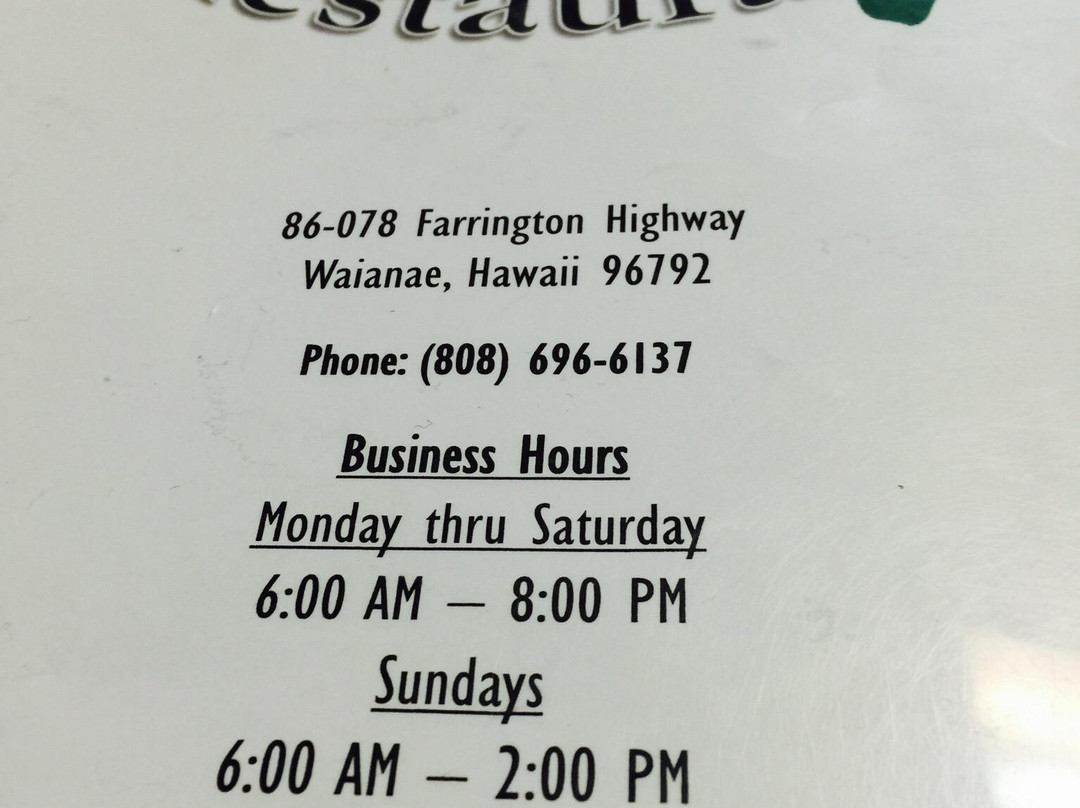 86-078 Farrington Highway
Waianae, Hawaii 96792
Phone: (808) 696-6137
Business Hours
Monday thru Saturday
6:00 AM – 8:00 PM
Sundays
6:00 AM – 2:00 PM